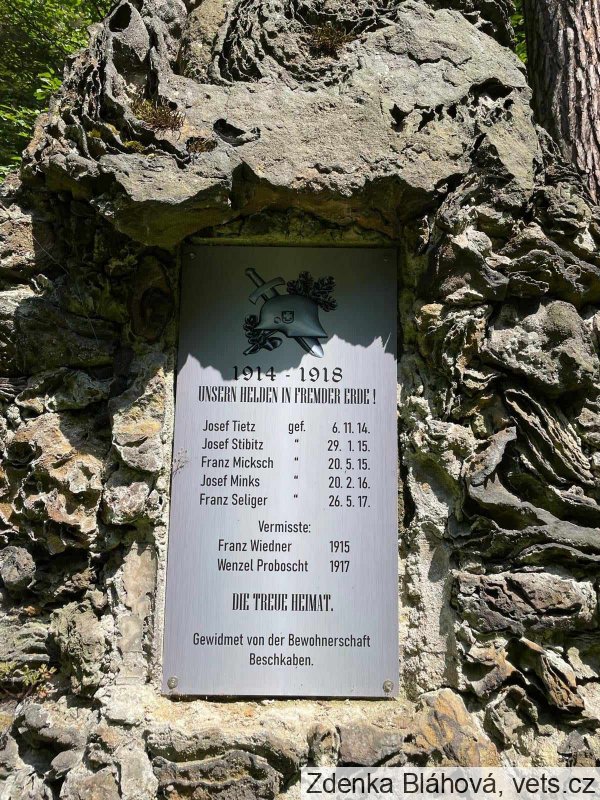 1914 - 1918
UNSERN HELDEN IN FREMDER ERDE !
Josef Tietz gef. 6. 11. 14.
Josef Stibitz " 29. 1. 15.
Franz Micksch " 20. 5. 15.
Josef Minks " 20. 2. 16.
Franz Seliger " 26. 5. 17.
Vermisste:
Franz Wiedner 1915
Wenzel Proboscht 1917
DIE TREUE HEIMAT.
Gewidmet von der Bewohnerschaft
Beschkaben.
Zdenka Bláhová, vets.cz